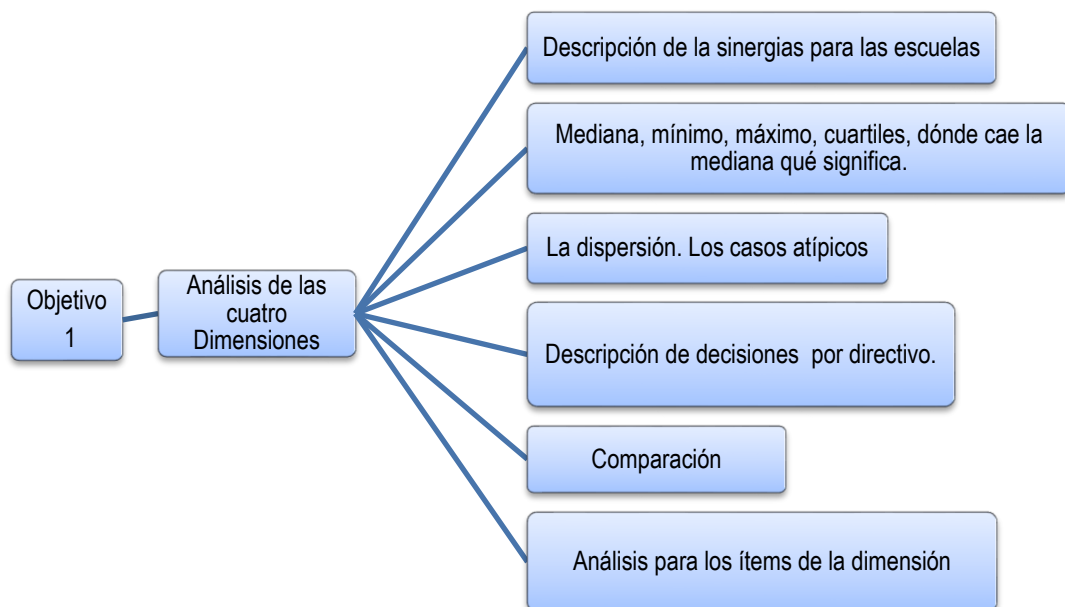 Objetivo
1
Análisis de las
cuatro
Dimensiones
Descripción de la sinergias para las escuelas
Mediana, mínimo, máximo, cuartiles, dónde cae la
mediana qué significa.
La dispersión. Los casos atípicos
Descripción de decisiones por directivo.
Comparación
Análisis para los ítems de la dimensión